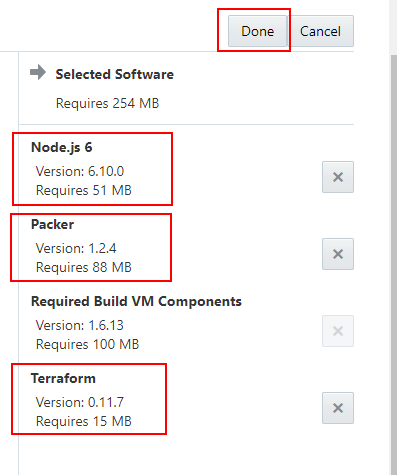 Done Cancel
Selected Software
Requires 254 MB
Node.js 6
Version: 6.10.0
Requires 51 MB
Packer
Version: 1.2.4
Requires 88 MB
Required Build VM Components
Version: 1.6.13
Requires 100 MB
Terraform
Version: 0.11.7
Requires 15 MB